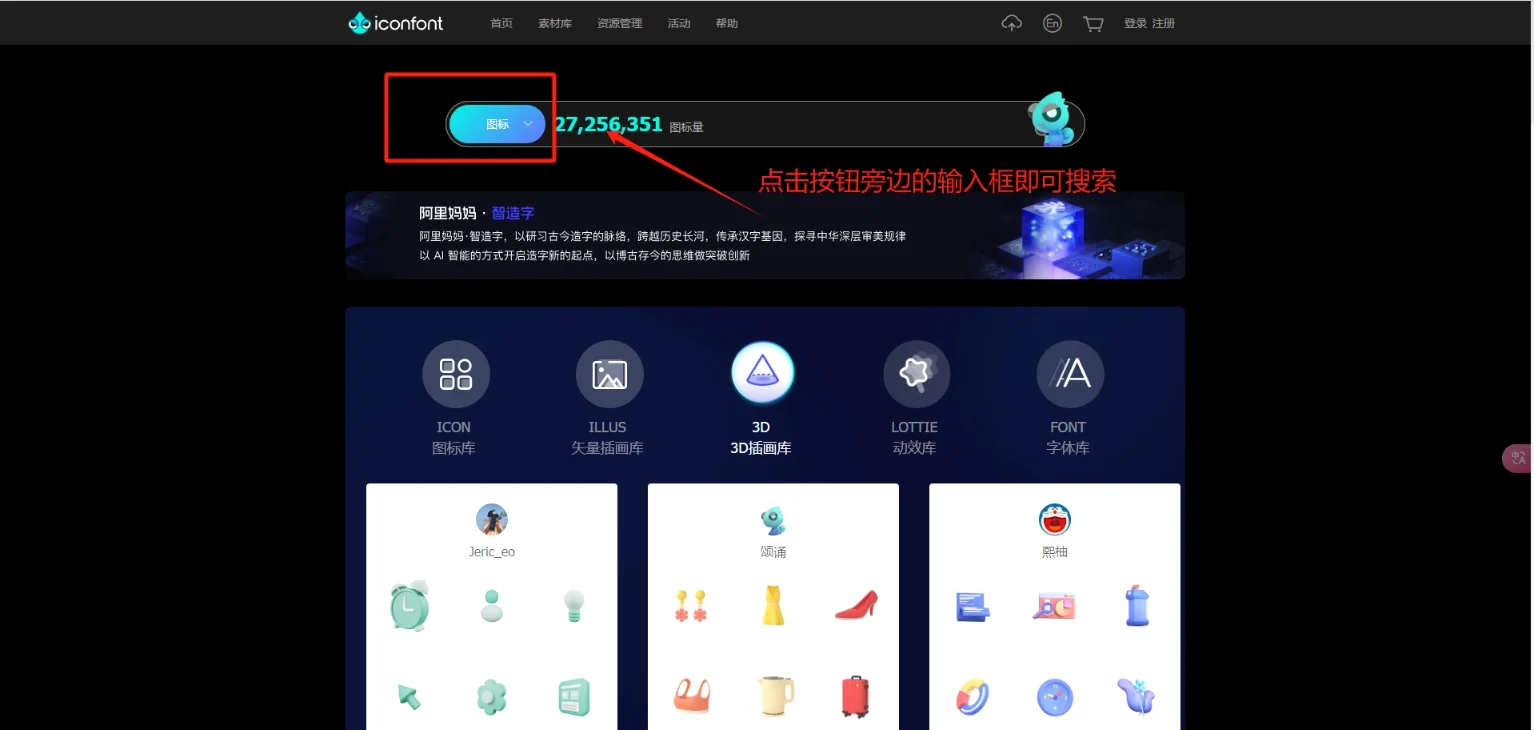 iconfont 首页 素材库 资源管理 活动 帮助 En 登录 注册
图标 27,256,351 图标量
点击按钮旁边的输入框即可搜索
阿里妈妈 · 智造字
阿里妈妈·智造字，以研习古今造字的脉络，跨越历史长河，传承汉字基因，探寻中华深层审美规律
以 AI 智能的方式开启造字新的起点，以博古存今的思维做突破创新
ICON ILLUS 3D LOTTIE FONT
图标库 矢量插画库 3D插画库 动效库 字体库
Jeric_eo 颂诵 熙柚